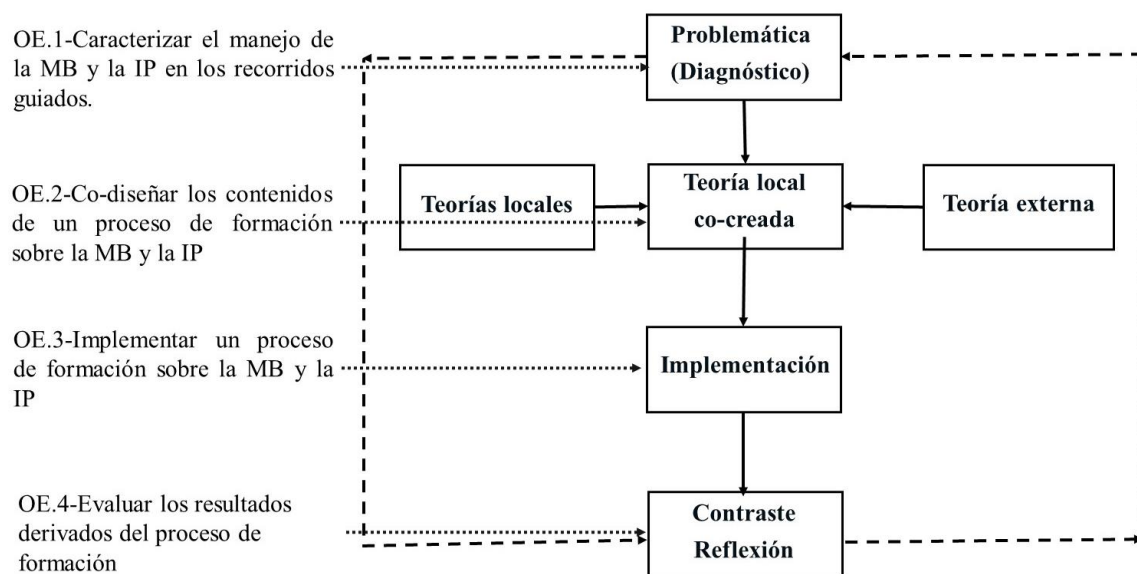 OE.1-Caracterizar el manejo de
la MB y la IP en los recorridos
guiados.
Problemática
(Diagnóstico)
OE.2-Co-diseñar los contenidos
de un proceso de formación
sobre la MB y la IP
Teorías locales
Teoría local
co-creada
Teoría externa
OE.3-Implementar un proceso
de formación sobre la MB y la
IP
Implementación
OE.4-Evaluar los resultados
derivados del proceso de
formación
Contraste
Reflexión